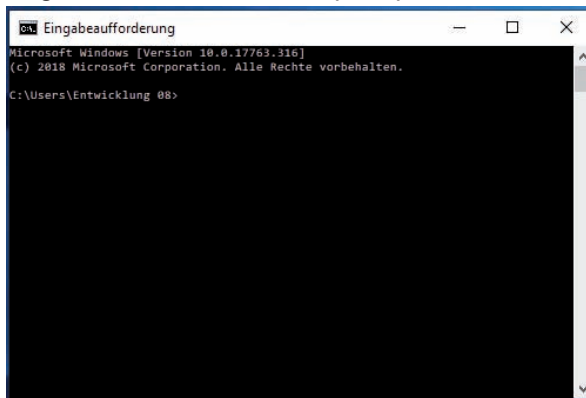 Eingabeaufforderung
Microsoft Windows [Version 10.0.17763.316]
(c) 2018 Microsoft Corporation. Alle Rechte vorbehalten.
C:\Users\Entwicklung 08>